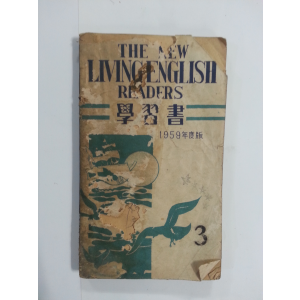 THE NEW
LIVING ENGLISH
READERS
學習書
1959年度版
3